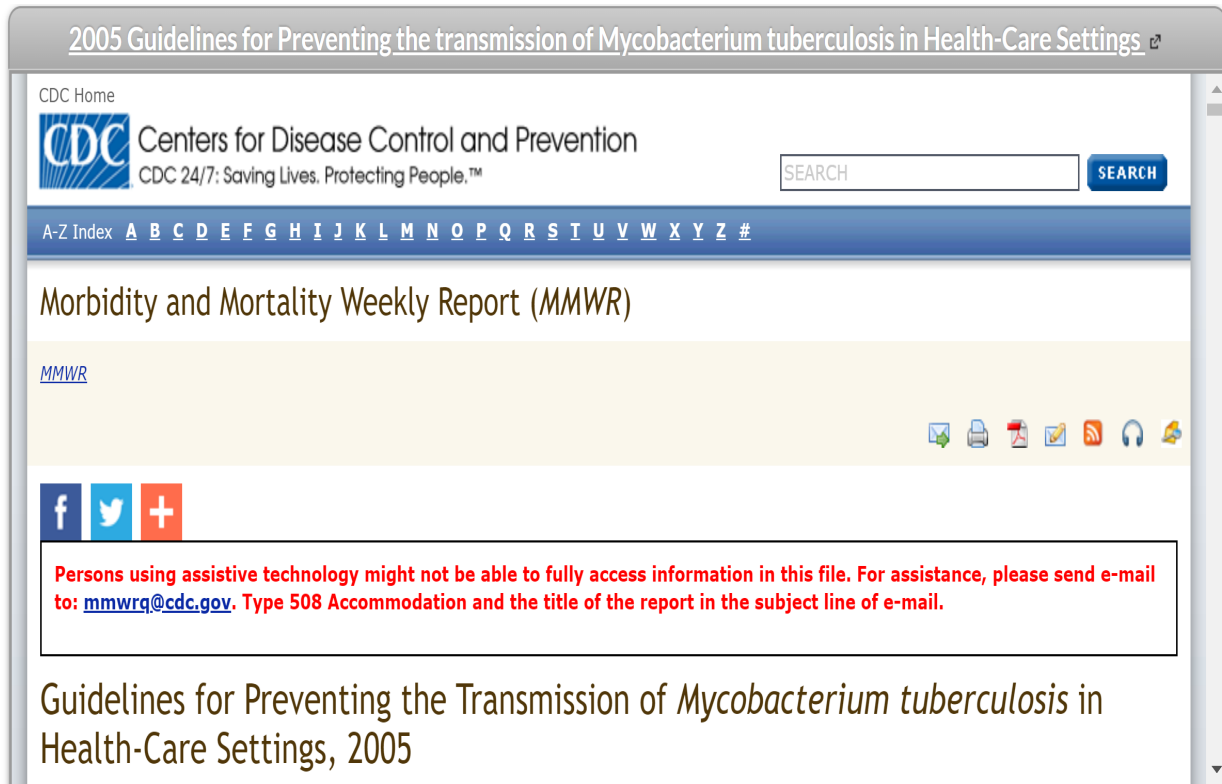 2005 Guidelines for Preventing the transmission of Mycobacterium tuberculosis in Health-Care Settings
CDC Home
CDC
Centers for Disease Control and Prevention
CDC 24/7: Saving Lives. Protecting People.™
SEARCH
SEARCH
A-Z Index A B C D E F G H I J K L M N O P Q R S T U V W X Y Z #
Morbidity and Mortality Weekly Report (MMWR)
MMWR
Persons using assistive technology might not be able to fully access information in this file. For assistance, please send e-mail
to: mmwrq@cdc.gov. Type 508 Accommodation and the title of the report in the subject line of e-mail.
Guidelines for Preventing the Transmission of Mycobacterium tuberculosis in
Health-Care Settings, 2005